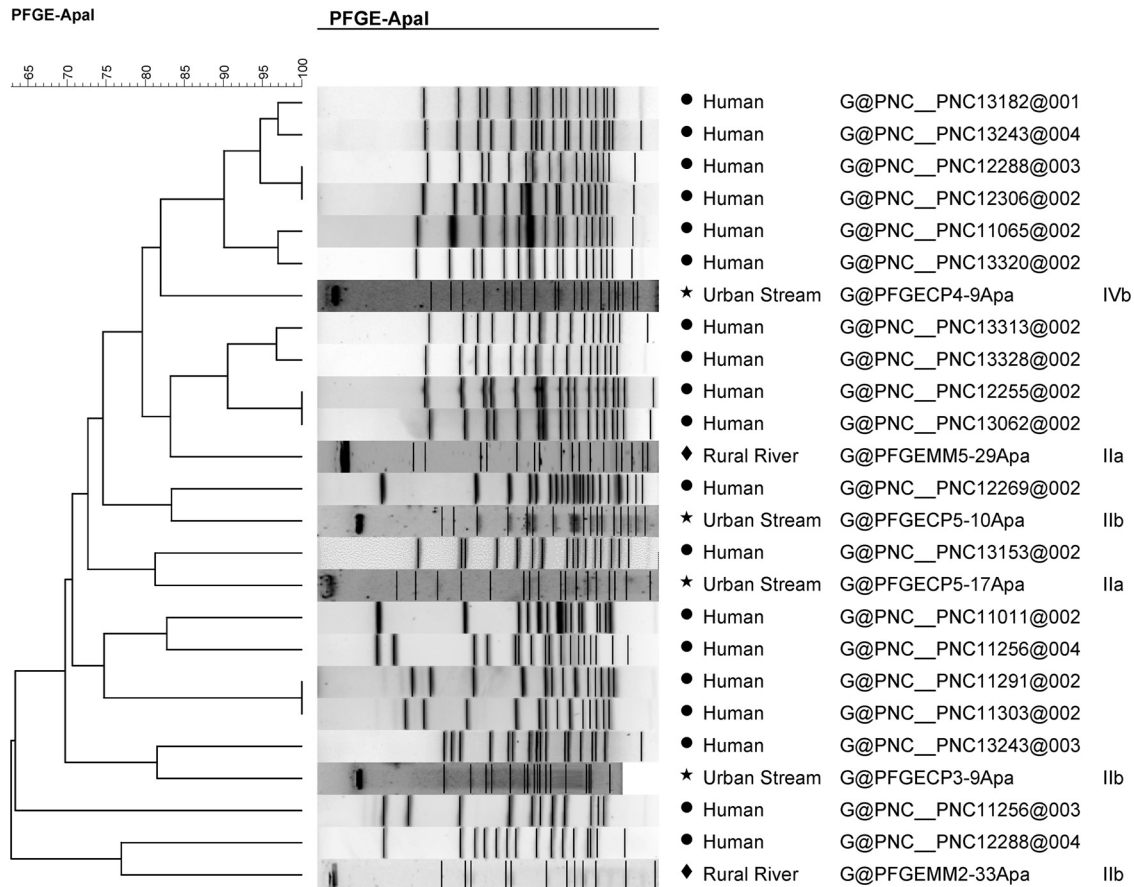 PFGE-ApaI
PFGE-ApaI
65 70 75 80 85 90 95 100
● Human G@PNC__PNC13182@001
● Human G@PNC__PNC13243@004
● Human G@PNC__PNC12288@003
● Human G@PNC__PNC12306@002
● Human G@PNC__PNC11065@002
● Human G@PNC__PNC13320@002
★ Urban Stream G@PFGECP4-9Apa IVb
● Human G@PNC__PNC13313@002
● Human G@PNC__PNC13328@002
● Human G@PNC__PNC12255@002
● Human G@PNC__PNC13062@002
♦ Rural River G@PFGEMM5-29Apa IIa
● Human G@PNC__PNC12269@002
★ Urban Stream G@PFGECP5-10Apa IIb
● Human G@PNC__PNC13153@002
★ Urban Stream G@PFGECP5-17Apa IIa
● Human G@PNC__PNC11011@002
● Human G@PNC__PNC11256@004
● Human G@PNC__PNC11291@002
● Human G@PNC__PNC11303@002
● Human G@PNC__PNC13243@003
★ Urban Stream G@PFGECP3-9Apa IIb
● Human G@PNC__PNC11256@003
● Human G@PNC__PNC12288@004
♦ Rural River G@PFGEMM2-33Apa IIb